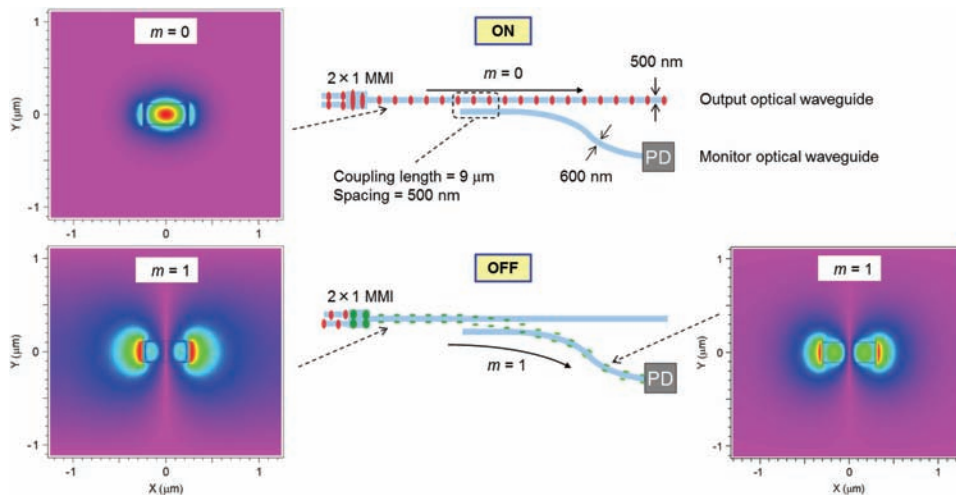 m = 0
Y (μm)
1
0
-1
-1
0
1
ON
2 × 1 MMI
m = 0
500 nm
Output optical waveguide
Coupling length = 9 μm
Spacing = 500 nm
600 nm
PD
Monitor optical waveguide
m = 1
Y (μm)
1
0
-1
-1
0
1
X (μm)
OFF
2 × 1 MMI
m = 1
PD
m = 1
Y (μm)
1
0
-1
-1
0
1
X (μm)